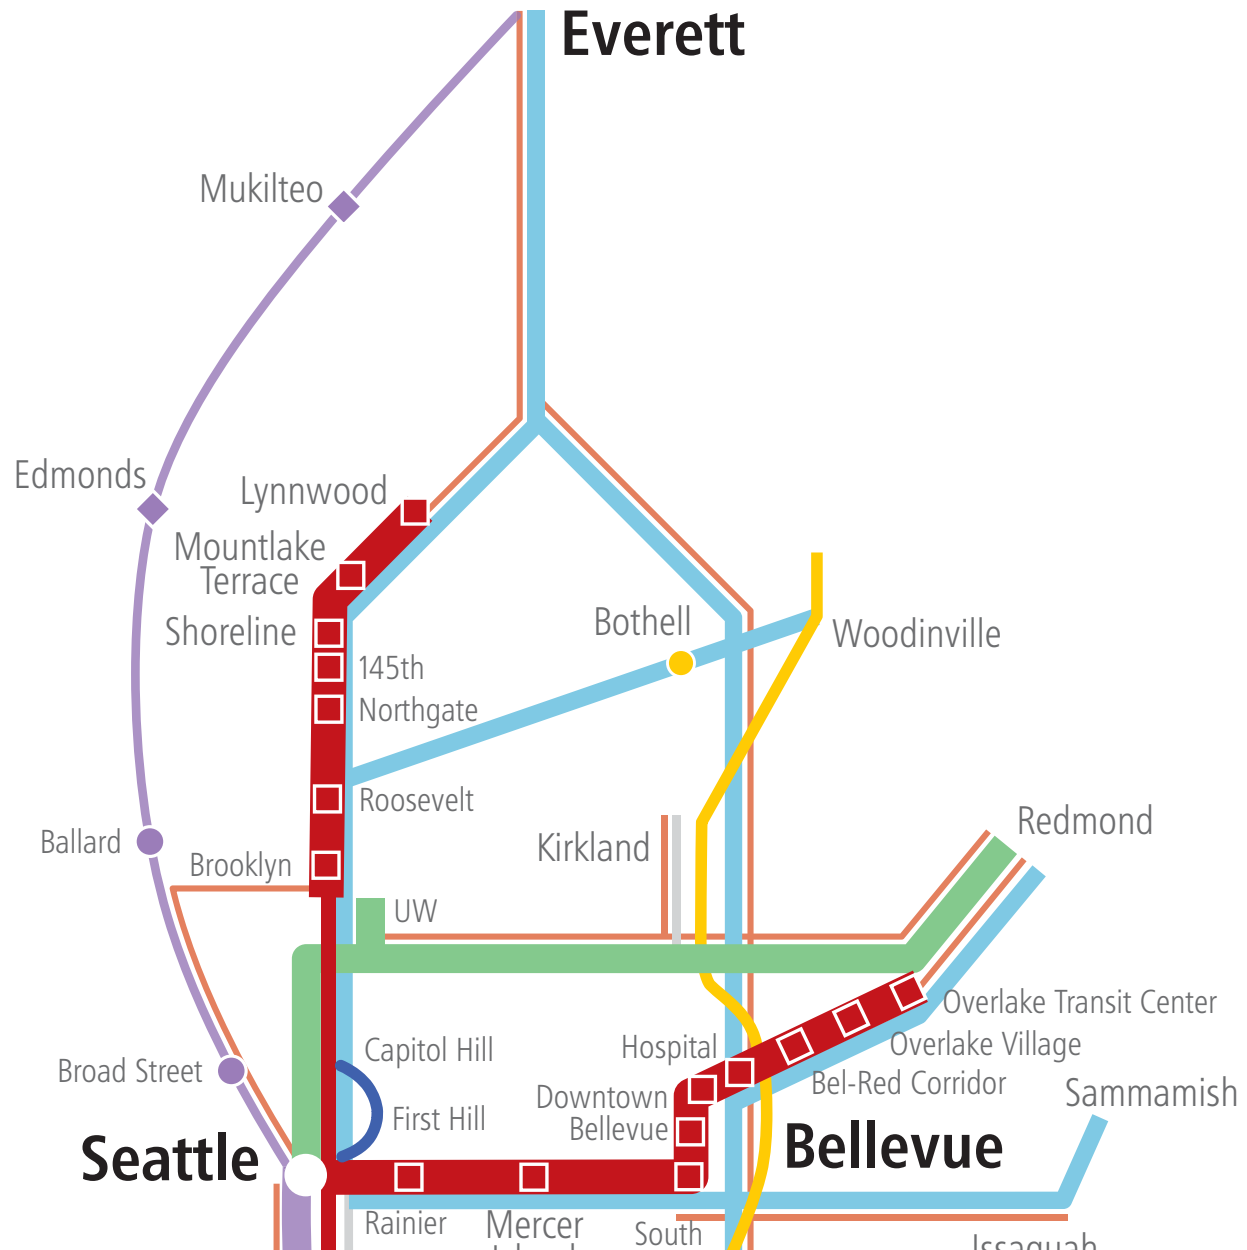 Everett
Mukilteo
Edmonds
Lynnwood
Mountlake
Terrace
Shoreline
Bothell
Woodinville
145th
Northgate
Roosevelt
Ballard
Kirkland
Redmond
Brooklyn
UW
Overlake Transit Center
Capitol Hill
Hospital
Overlake Village
Broad Street
Bel-Red Corridor
Downtown
Bellevue
Sammamish
First Hill
Seattle
Bellevue
Rainier
Mercer
Island
South
Issaquah